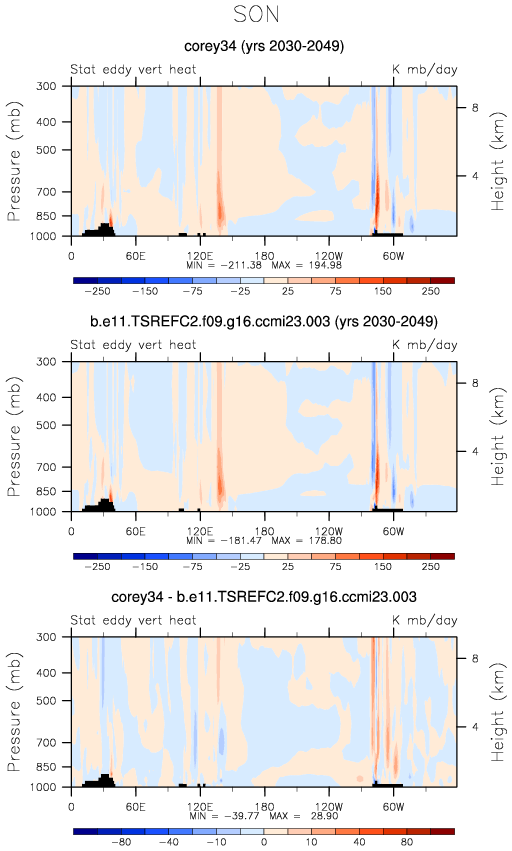 SON
corey34 (yrs 2030-2049)
Stat eddy vert heat K mb/day
300
400
500
700
850
1000
Pressure (mb)
8
4
Height (km)
0 60E 120E 180 120W 60W
MIN = -211.38 MAX = 194.98
-250 -150 -75 -25 25 75 150 250
b.e11.TSREFC2.f09.g16.ccmi23.003 (yrs 2030-2049)
Stat eddy vert heat K mb/day
300
400
500
700
850
1000
Pressure (mb)
8
4
Height (km)
0 60E 120E 180 120W 60W
MIN = -181.47 MAX = 178.80
-250 -150 -75 -25 25 75 150 250
corey34 - b.e11.TSREFC2.f09.g16.ccmi23.003
Stat eddy vert heat K mb/day
300
400
500
700
850
1000
Pressure (mb)
8
4
Height (km)
0 60E 120E 180 120W 60W
MIN = -39.77 MAX = 28.90
-80 -40 -10 0 10 40 80